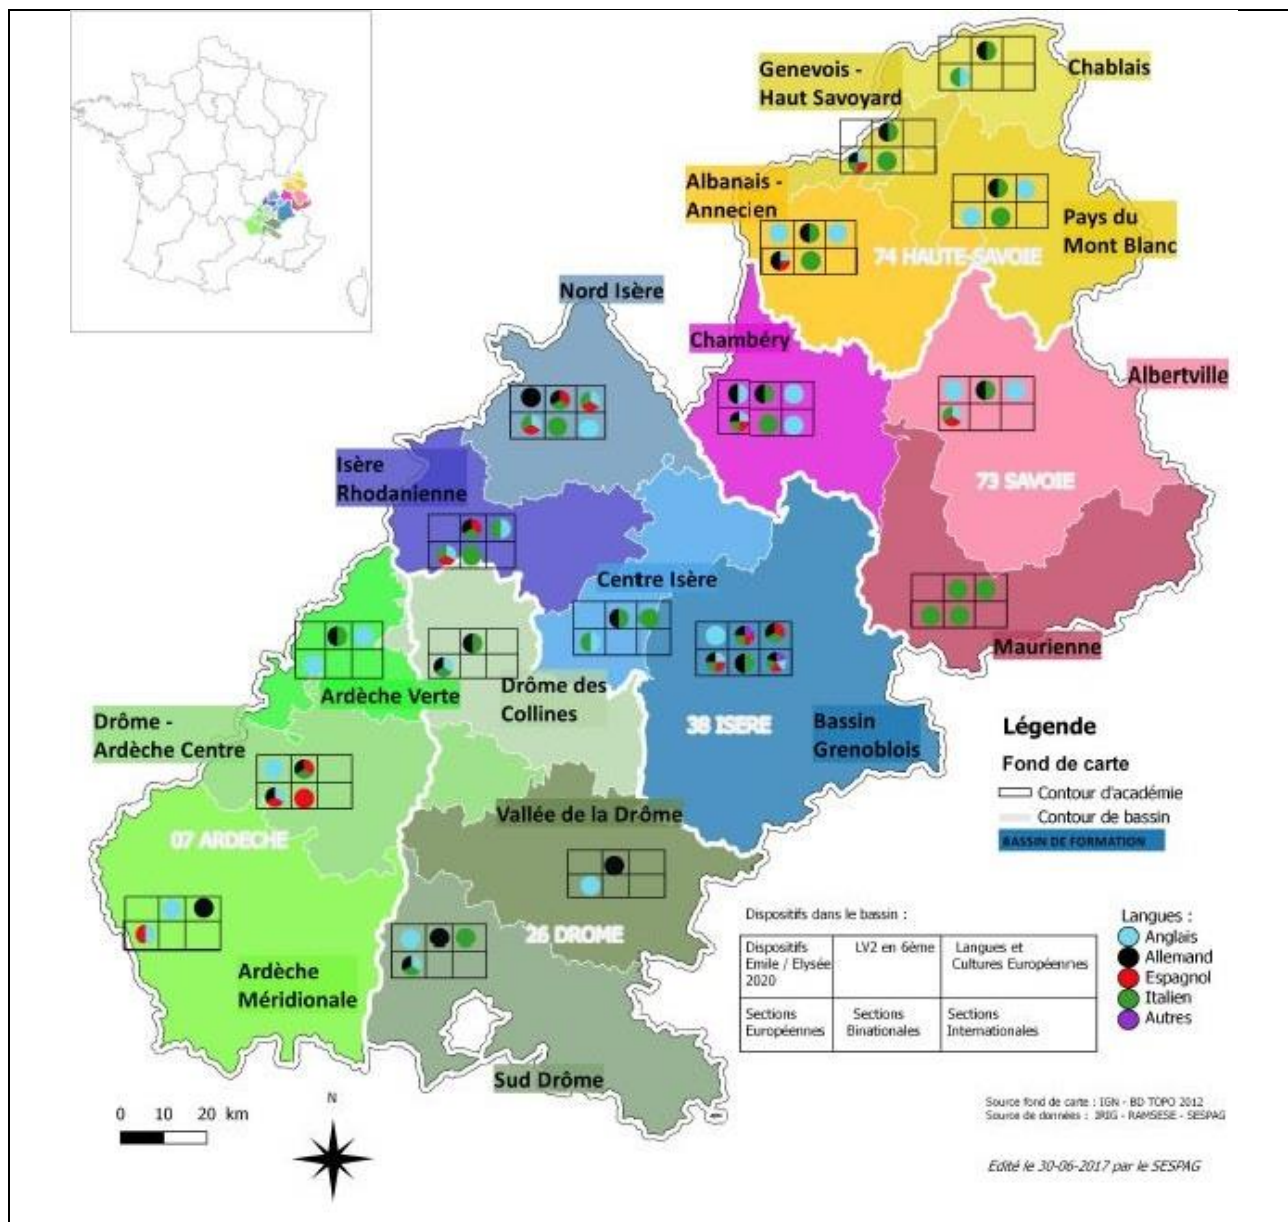 Genevois -
Haut Savoyard
Chablais
Albanais -
Annecien
Pays du
Mont Blanc
74 HAUTE-SAVOIE
Nord Isère
Chambéry
Albertville
Isère
Rhodanienne
73 SAVOIE
Centre Isère
Maurienne
Ardèche Verte
Drôme des
Collines
Drôme -
Ardèche Centre
38 ISERE
Bassin
Grenoblois
Vallée de la Drôme
07 ARDECHE
26 DROME
Ardèche
Méridionale
Sud Drôme
Légende
Fond de carte
Contour d'académie
Contour de bassin
BASSIN DE FORMATION
Dispositifs dans le bassin :
Dispositifs
Emile / Elysée
2020
LV2 en 6ème
Langues et
Cultures Européennes
Sections
Européennes
Sections
Binationales
Sections
Internationales
Langues :
Anglais
Allemand
Espagnol
Italien
Autres
0 10 20 km
N
Source fond de carte : IGN - BD TOPO 2012
Source de données : IRIG - RAMSESE - SESPAG
Edité le 30-06-2017 par le SESPAG